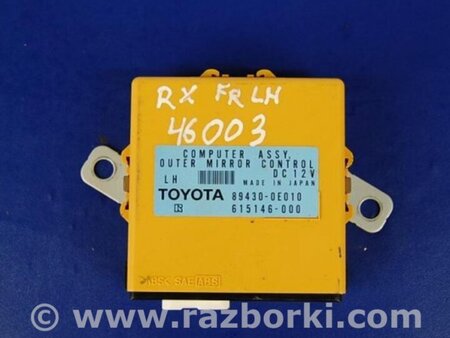 RX FR LH
46003
COMPUTER ASSY,
OUTER MIRROR CONTROL
DC12V
LH MADE IN JAPAN
TOYOTA 89430-0E010
615146-000
www.razborki.com